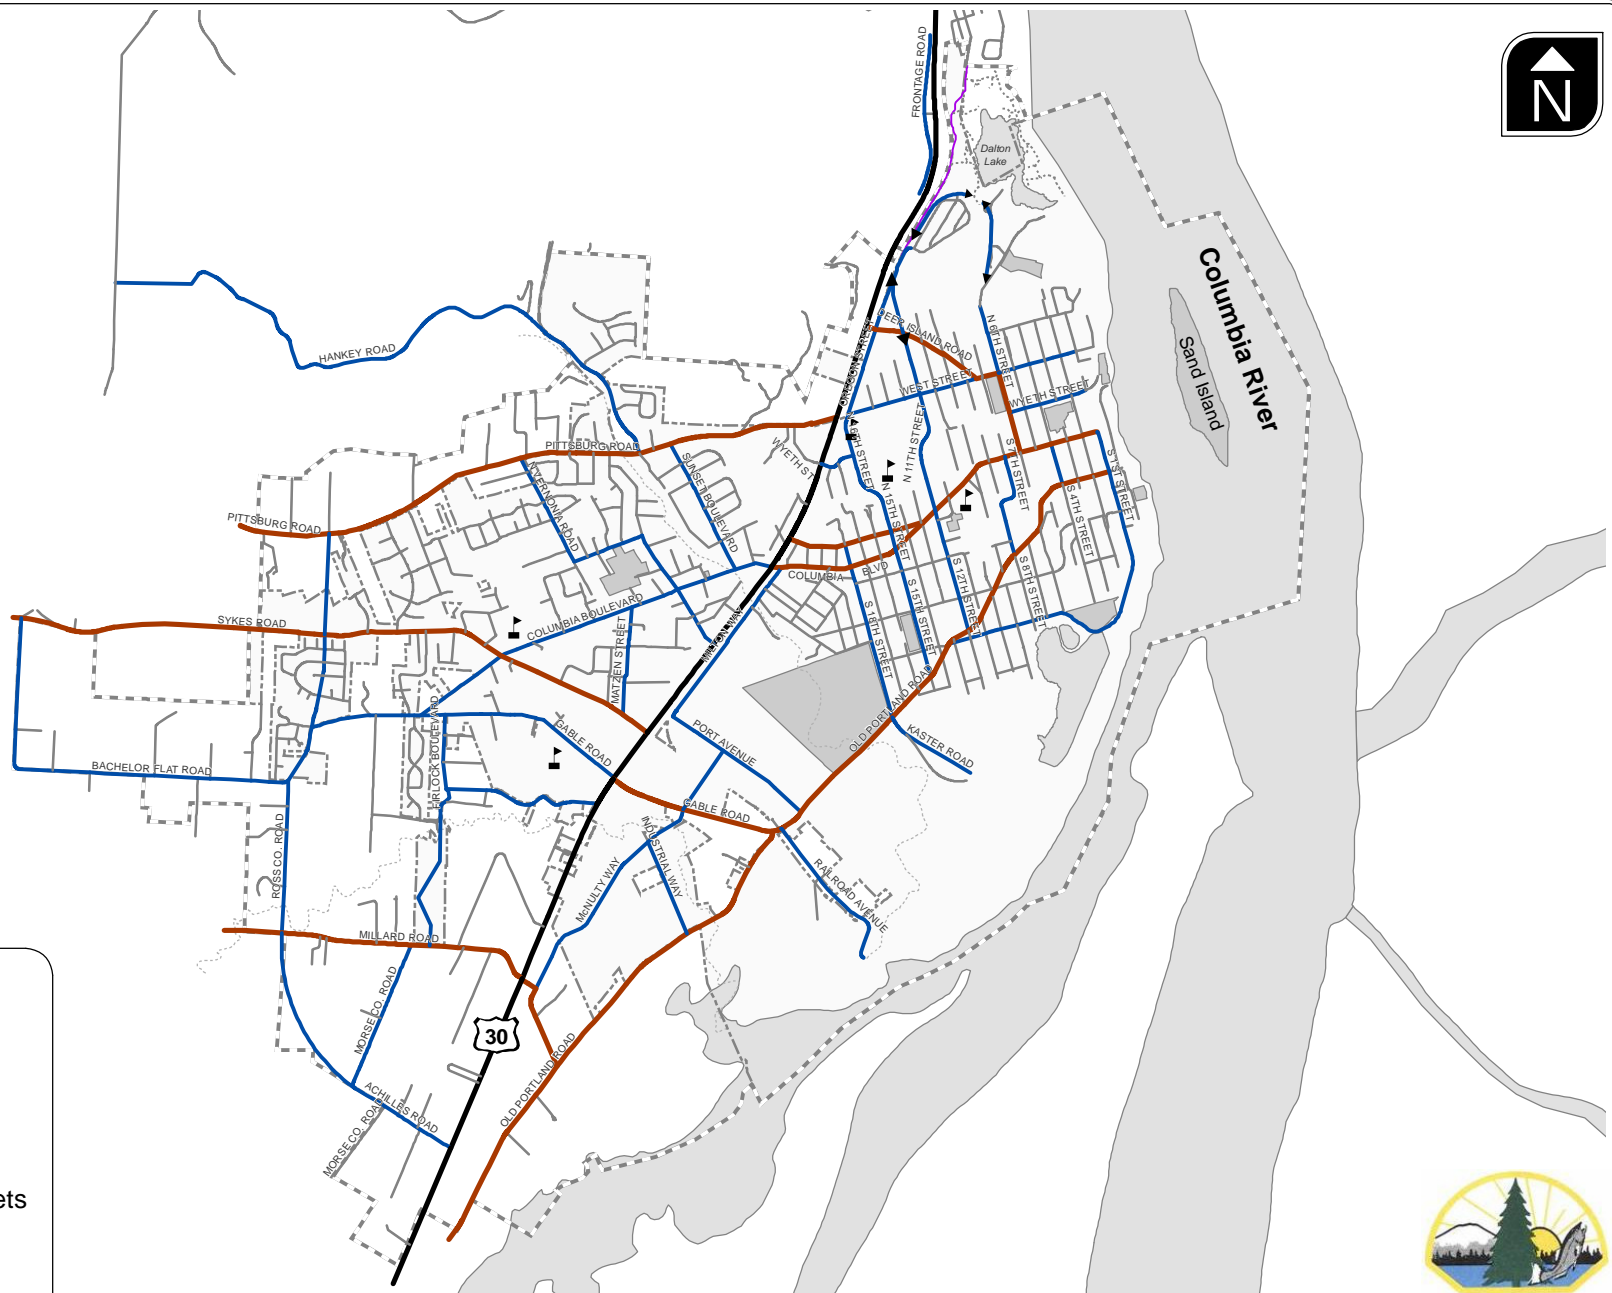 FRONTAGE ROAD
N
Dalton
Lake
Columbia River
Sand Island
HANKEY ROAD
DEER ISLAND ROAD
OREGON STREET
N 6TH STREET
WEST STREET
WYETH STREET
PITTSBURG ROAD
WYETH ST
N 11TH STREET
S 7TH STREET
S 1ST STREET
SUNSET BOULEVARD
N VERNONIA ROAD
N 15TH STREET
S 4TH STREET
PITTSBURG ROAD
COLUMBIA BLVD
S 12TH STREET
S 8TH STREET
S 15TH STREET
S 18TH STREET
SYKES ROAD
COLUMBIA BOULEVARD
MILTON WAY
MATZEN STREET
OLD PORTLAND ROAD
KASTER ROAD
FIRLOCK BOULEVARD
GABLE ROAD
PORT AVENUE
BACHELOR FLAT ROAD
GABLE ROAD
INDUSTRIAL WAY
ROSS CO. ROAD
McNULTY WAY
RAILROAD AVENUE
MILLARD ROAD
MORSE CO. ROAD
30
OLD PORTLAND ROAD
ACHILLES ROAD
MORSE CO. ROAD
ets